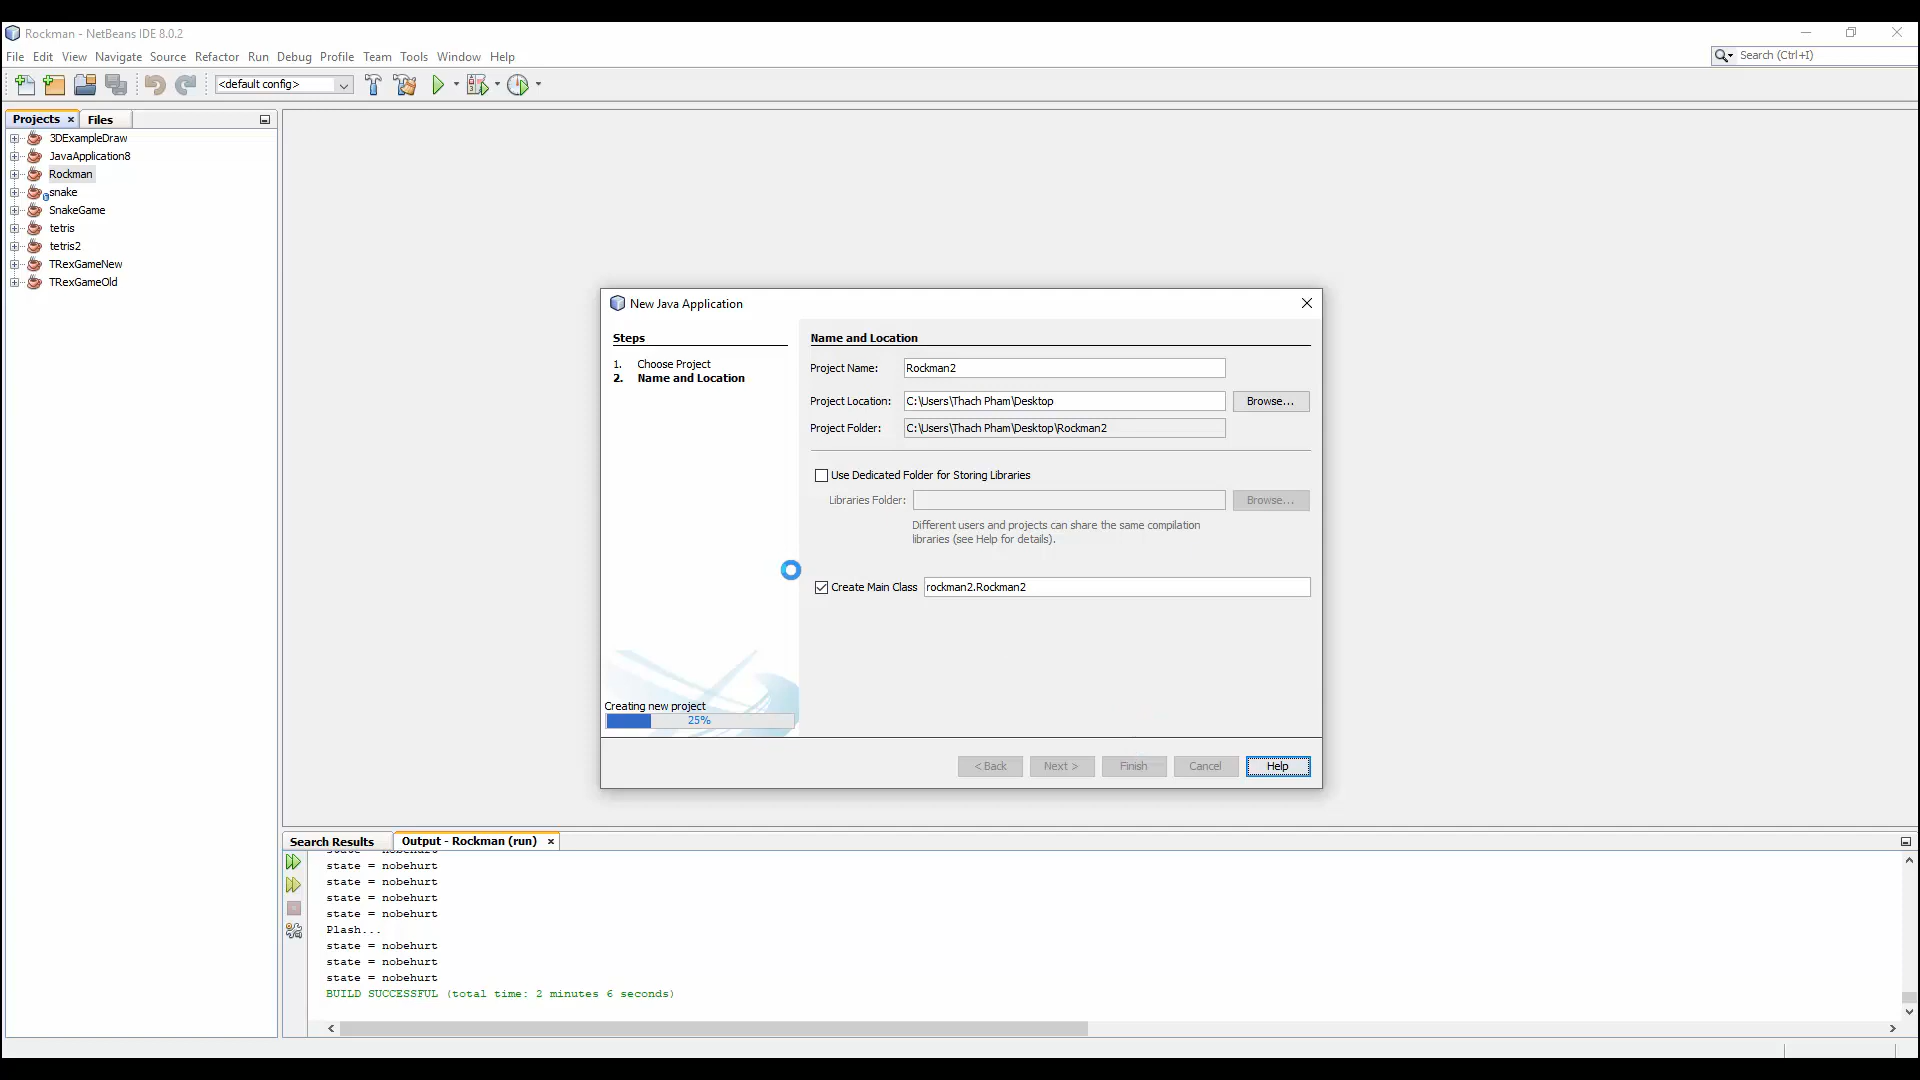 Rockman - NetBeans IDE 8.0.2
File Edit View Navigate Source Refactor Run Debug Profile Team Tools Window Help
Search (Ctrl+I)
<default config>
Projects Files
3DExampleDraw
JavaApplication8
Rockman
snake
SnakeGame
tetris
tetris2
TRexGameNew
TRexGameOld
New Java Application
Steps
1. Choose Project
2. Name and Location
Name and Location
Project Name: Rockman2
Project Location: C:\Users\Thach Pham\Desktop Browse...
Project Folder: C:\Users\Thach Pham\Desktop\Rockman2
Use Dedicated Folder for Storing Libraries
Libraries Folder: Browse...
Different users and projects can share the same compilation
libraries (see Help for details).
Create Main Class rockman2.Rockman2
Creating new project
25%
< Back Next > Finish Cancel Help
Search Results Output - Rockman (run)
state = nobehurt
state = nobehurt
state = nobehurt
state = nobehurt
state = nobehurt
Plash...
state = nobehurt
state = nobehurt
state = nobehurt
BUILD SUCCESSFUL (total time: 2 minutes 6 seconds)